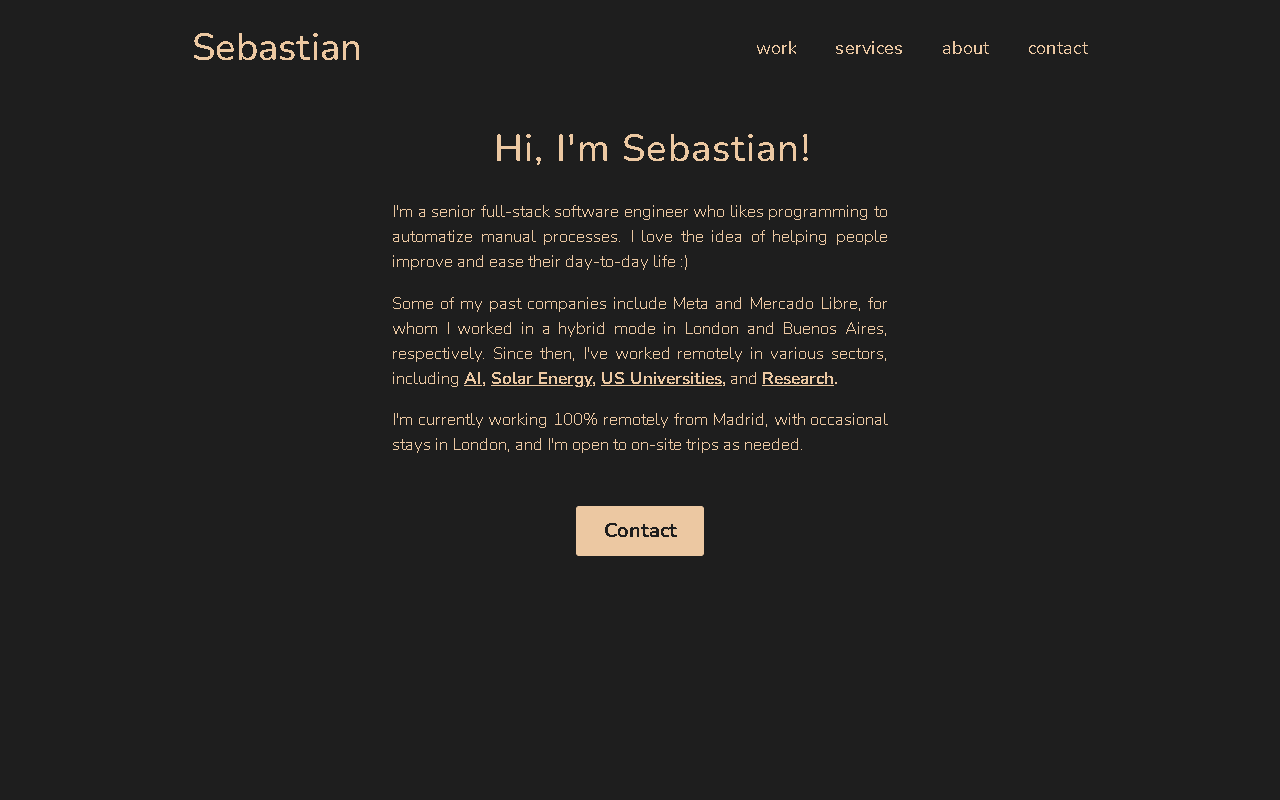 Sebastian
work services about contact
Hi, I'm Sebastian!
I'm a senior full-stack software engineer who likes programming to
automatize manual processes. I love the idea of helping people
improve and ease their day-to-day life :)
Some of my past companies include Meta and Mercado Libre, for
whom I worked in a hybrid mode in London and Buenos Aires,
respectively. Since then, I've worked remotely in various sectors,
including AI, Solar Energy, US Universities, and Research.
I'm currently working 100% remotely from Madrid, with occasional
stays in London, and I'm open to on-site trips as needed.
Contact